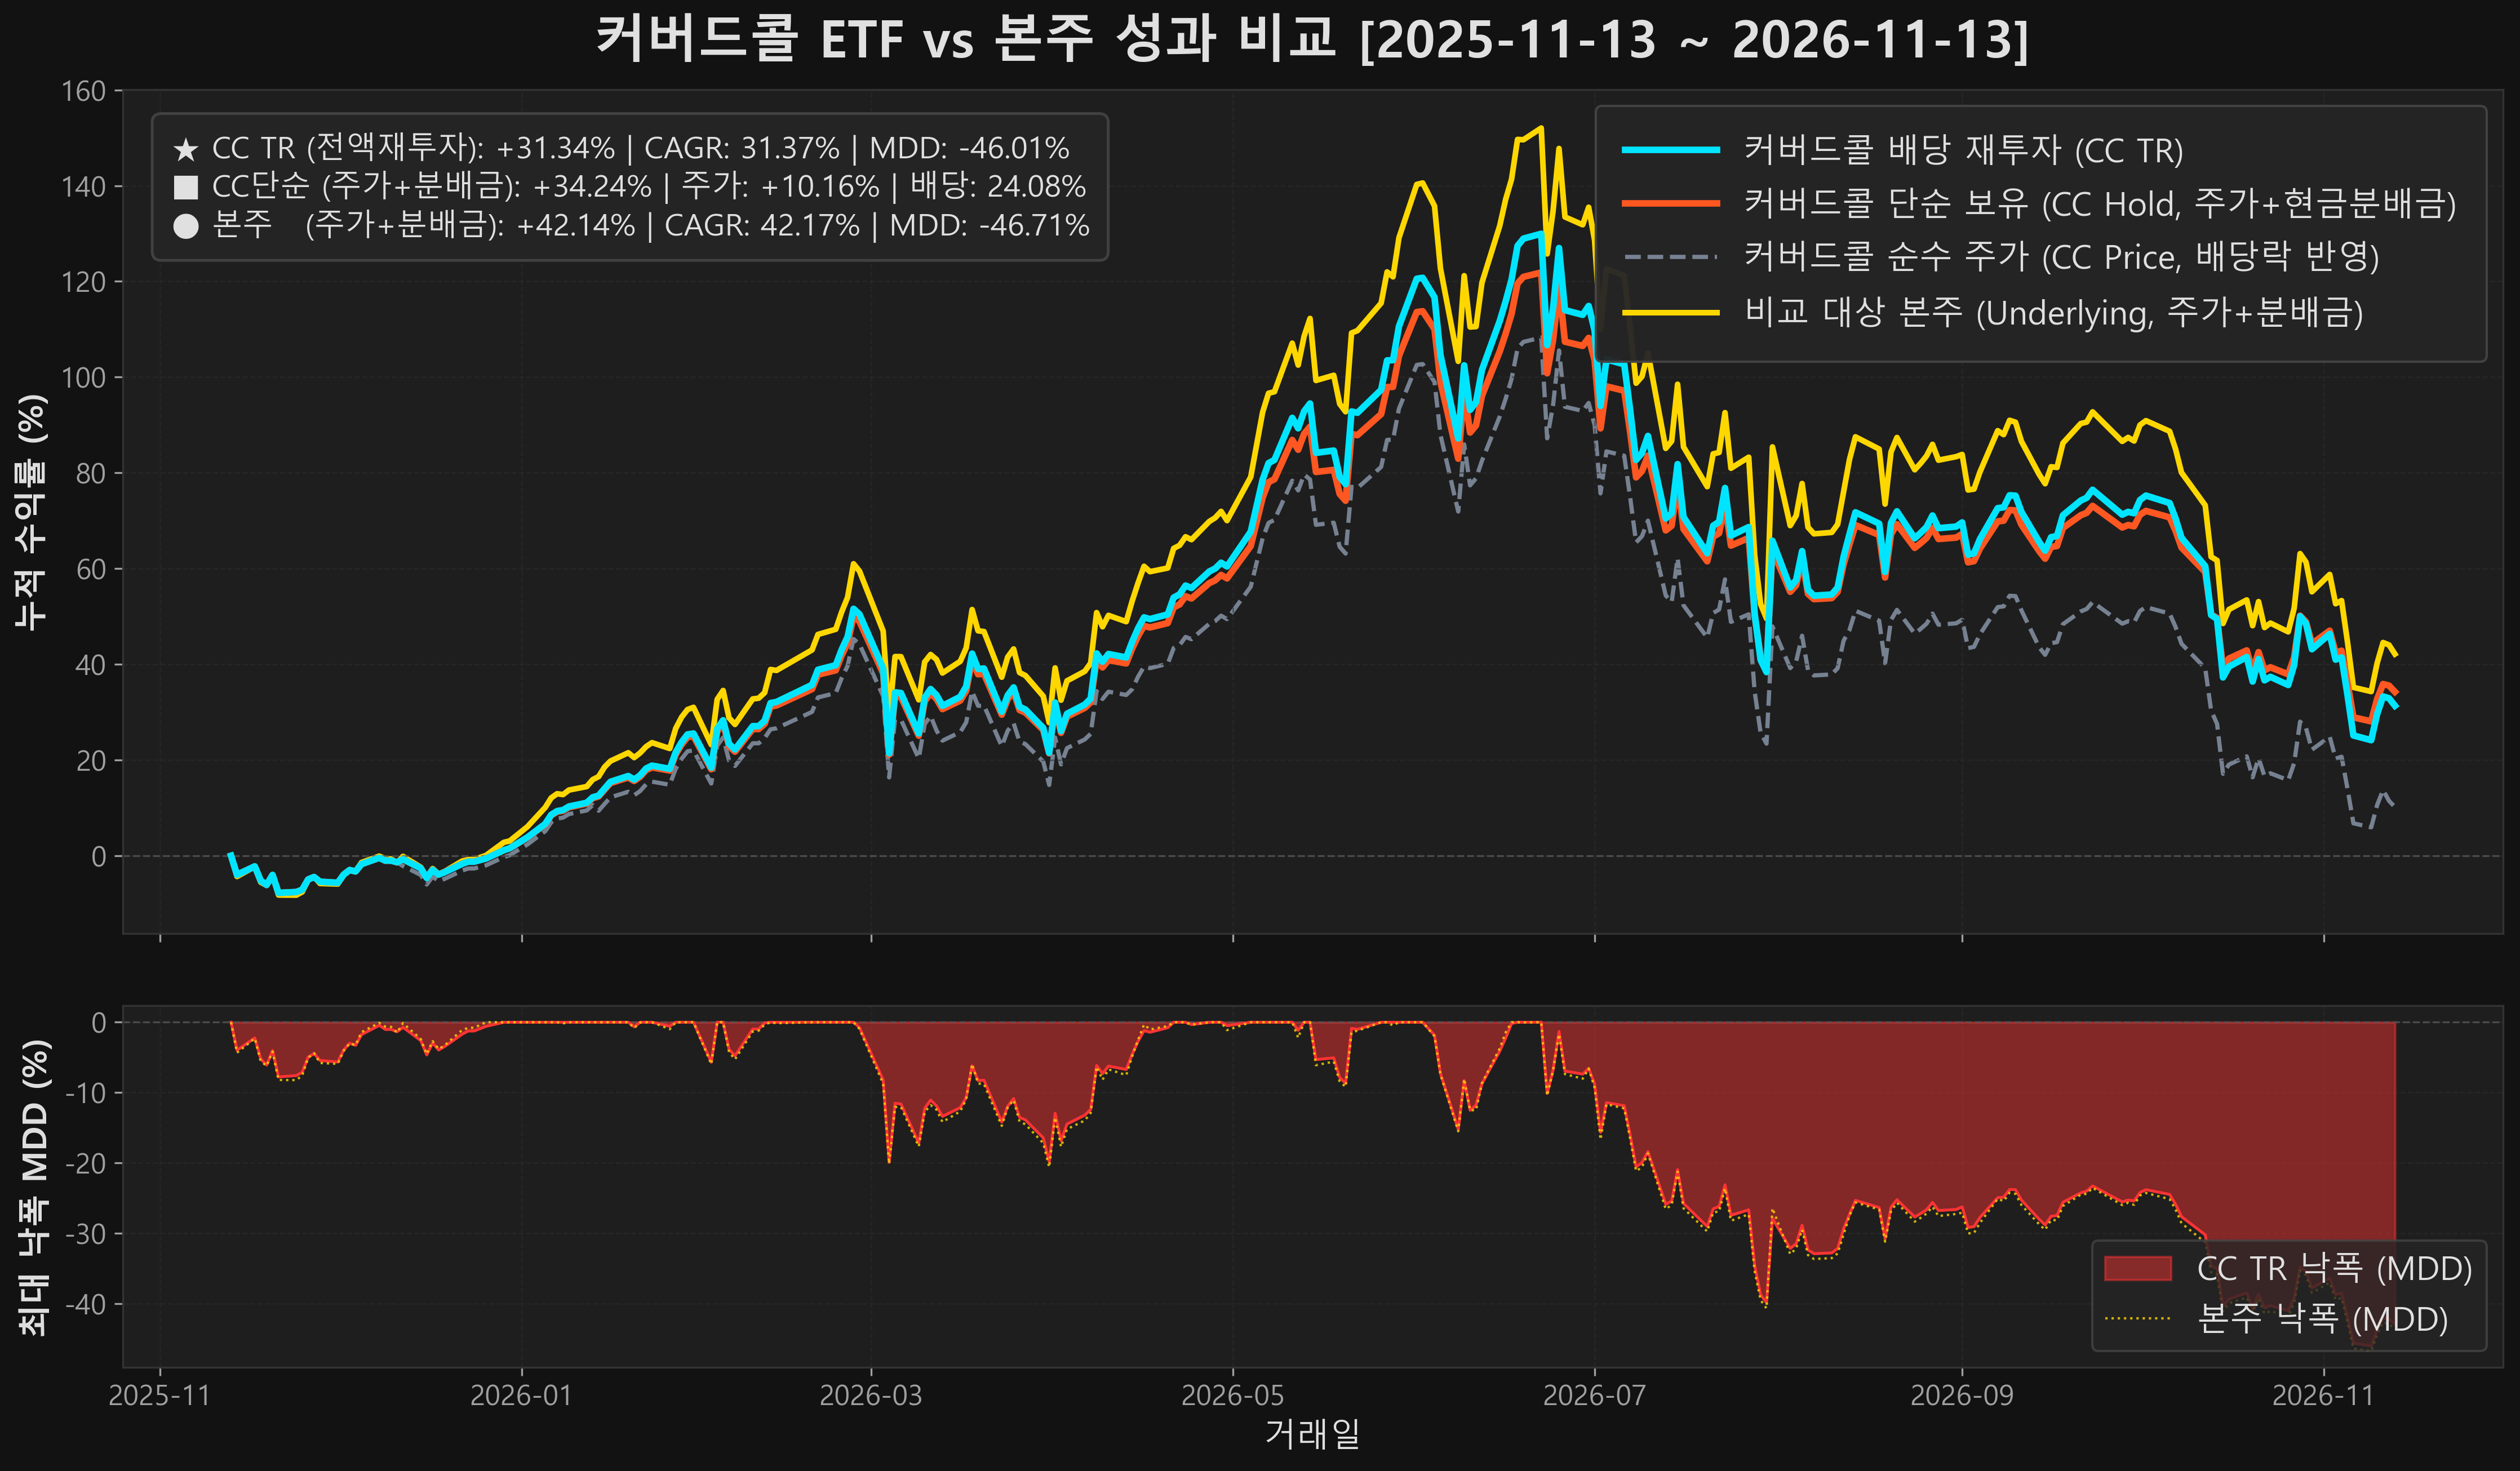 커버드콜 ETF vs 본주 성과 비교 [2025-11-13 ~ 2026-11-13]
★ CC TR (전액재투자): +31.34% | CAGR: 31.37% | MDD: -46.01%
■ CC단순 (주가+분배금): +34.24% | 주가: +10.16% | 배당: 24.08%
● 본주 (주가+분배금): +42.14% | CAGR: 42.17% | MDD: -46.71%
커버드콜 배당 재투자 (CC TR)
커버드콜 단순 보유 (CC Hold, 주가+현금분배금)
커버드콜 순수 주가 (CC Price, 배당락 반영)
비교 대상 본주 (Underlying, 주가+분배금)
누적 수익률 (%)
160
140
120
100
80
60
40
20
0
최대 낙폭 MDD (%)
0
-10
-20
-30
-40
CC TR 낙폭 (MDD)
본주 낙폭 (MDD)
2025-11
2026-01
2026-03
2026-05
2026-07
2026-09
2026-11
거래일